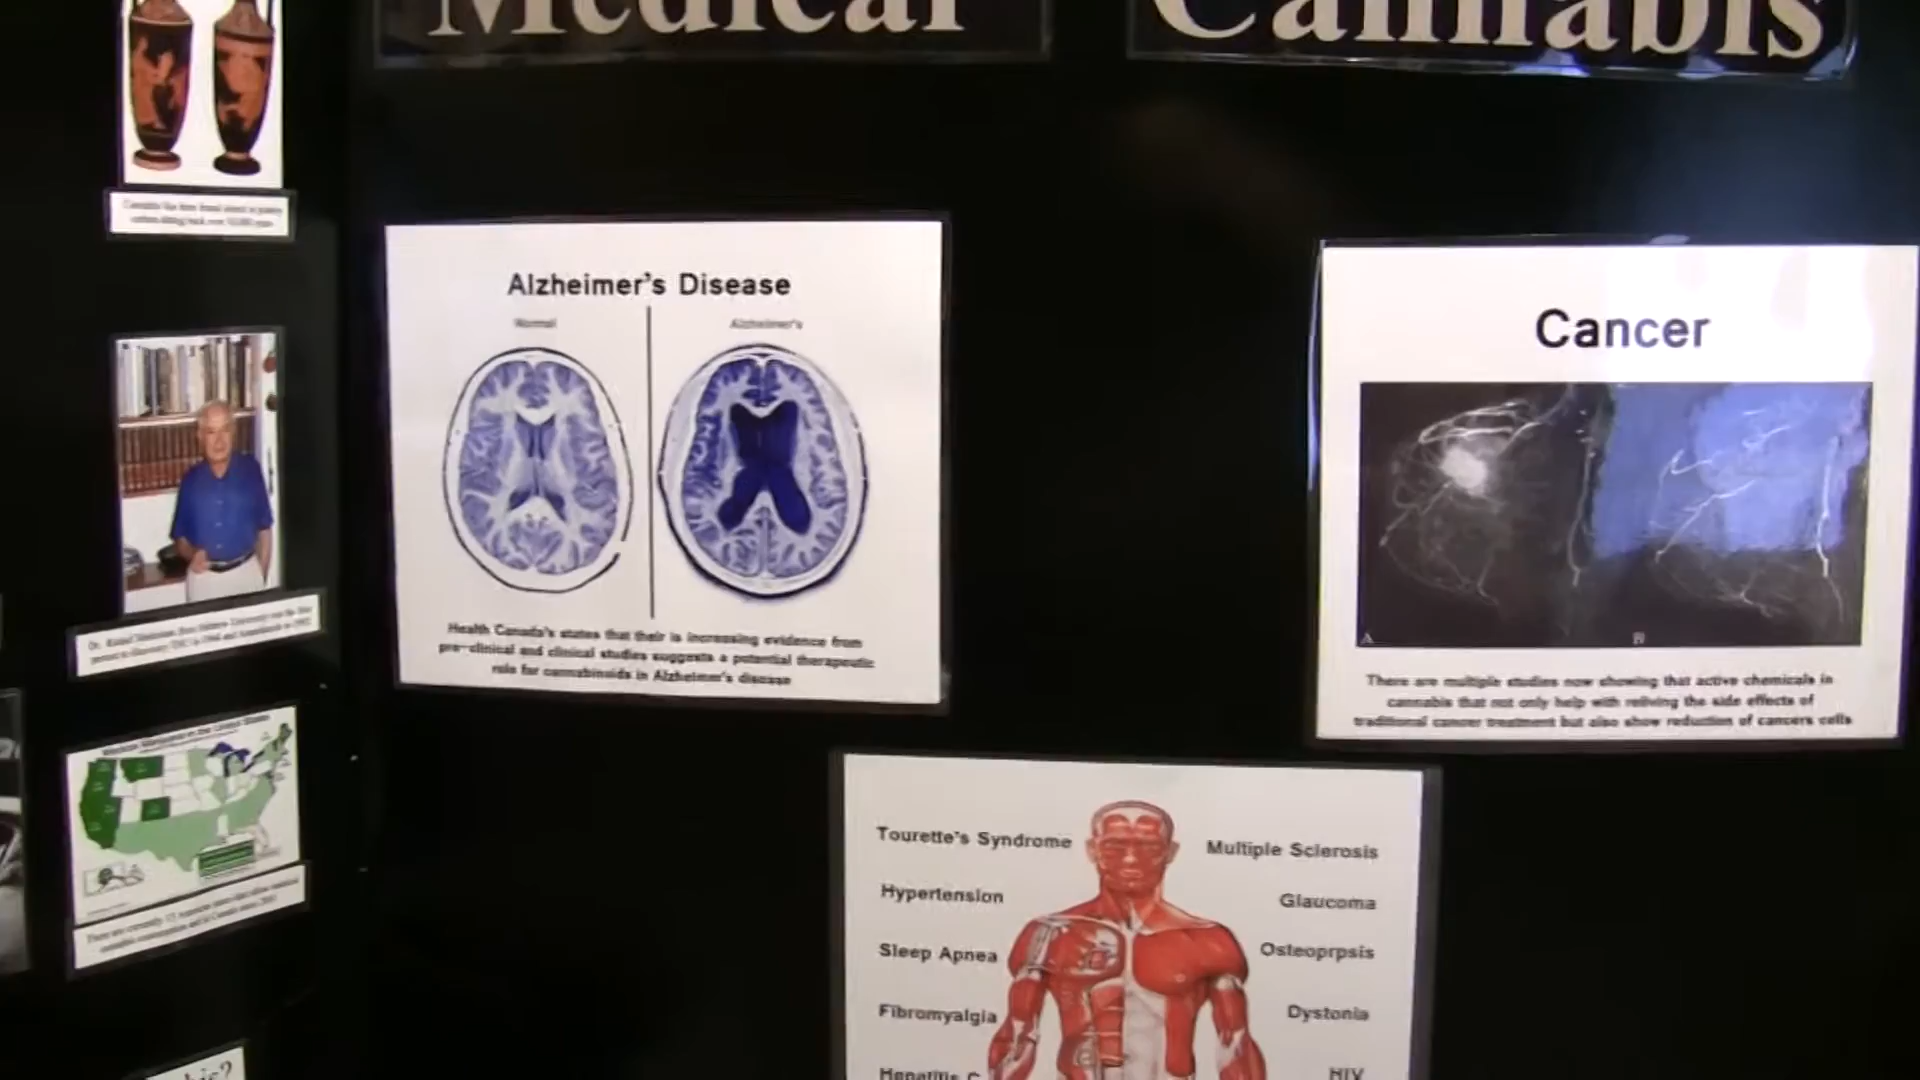 Medical Cannabis
Alzheimer's Disease
Normal
Alzheimer's
Health Canada's states that their is increasing evidence from
pre-clinical and clinical studies suggests a potential therapeutic
role for cannabinoids in Alzheimer's disease
Cancer
A
B
There are multiple studies now showing that active chemicals in
cannabis that not only help with reliving the side effects of
traditional cancer treatment but also show reduction of cancers cells
Tourette's Syndrome
Hypertension
Sleep Apnea
Fibromyalgia
Hepatitis C
Multiple Sclerosis
Glaucoma
Osteoprpsis
Dystonia
HIV